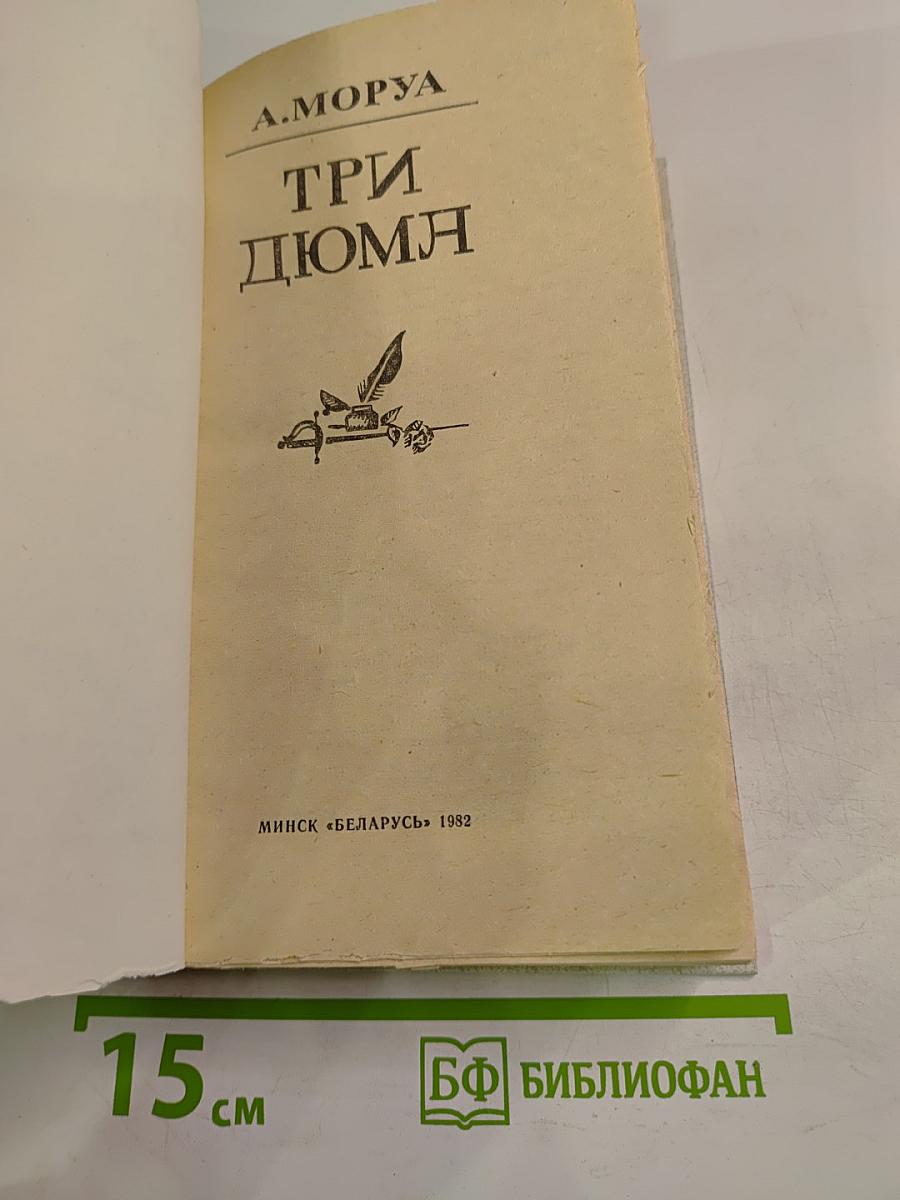 А.МОРУА
ТРИ
ДЮМА
МИНСК «БЕЛАРУСЬ» 1982
15 см
БФ БИБЛИОФАН